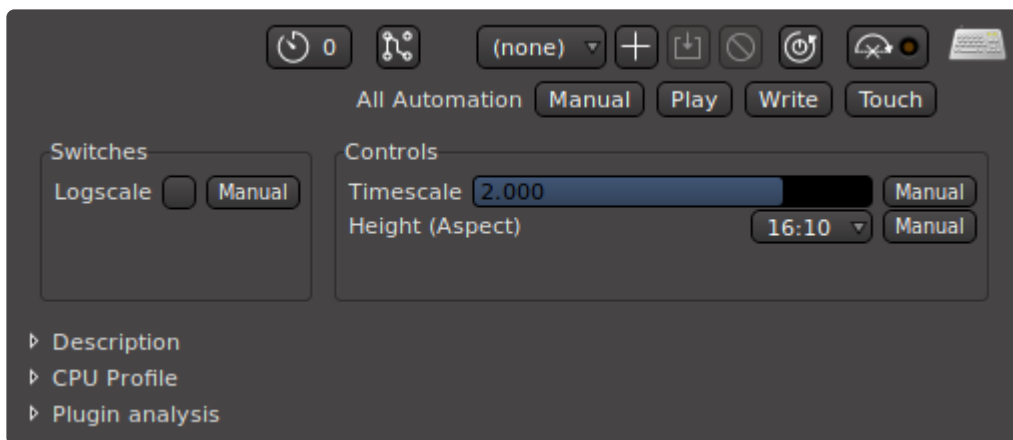 0 (none)
All Automation Manual Play Write Touch
Switches
Logscale Manual
Controls
Timescale 2.000 Manual
Height (Aspect) 16:10 Manual
Description
CPU Profile
Plugin analysis